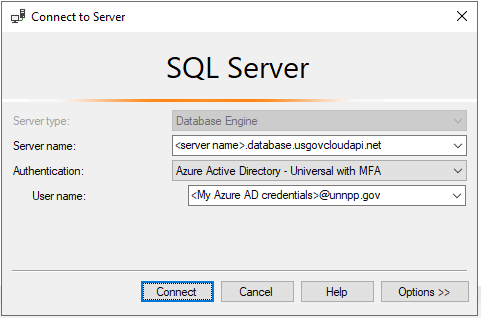 Connect to Server
SQL Server
Server type: Database Engine
Server name: <server name>.database.usgovcloudapi.net
Authentication: Azure Active Directory - Universal with MFA
User name: <My Azure AD credentials>@unnpp.gov
Connect Cancel Help Options >>